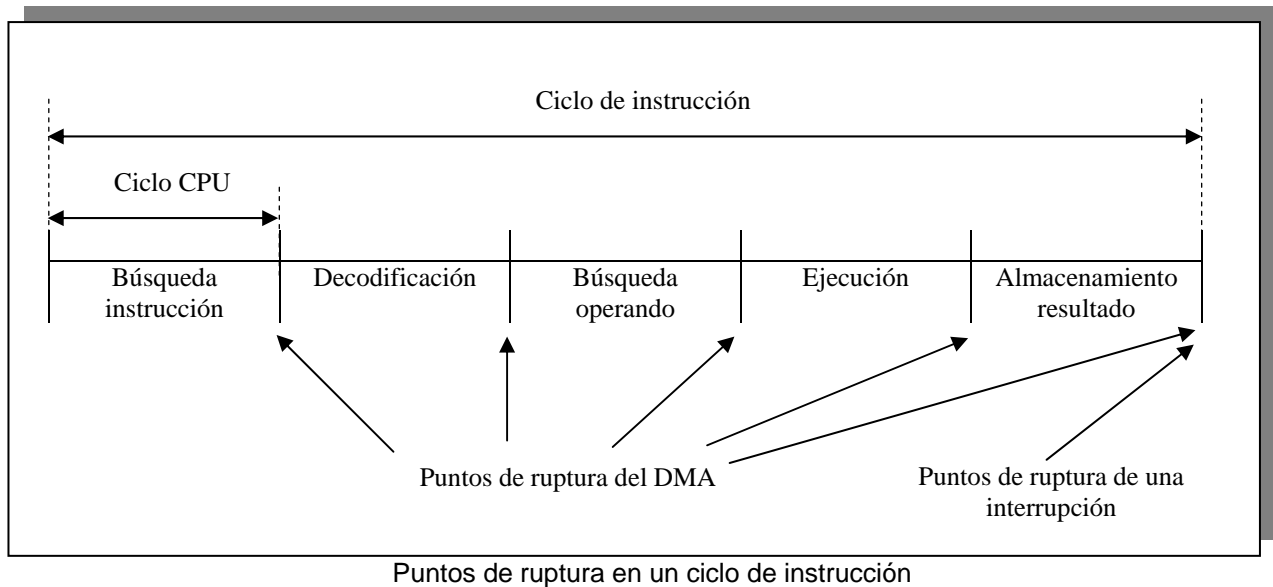 Ciclo de instrucción
Ciclo CPU
Búsqueda
instrucción
Decodificación
Búsqueda
operando
Ejecución
Almacenamiento
resultado
Puntos de ruptura del DMA
Puntos de ruptura de una
interrupción
Puntos de ruptura en un ciclo de instrucción